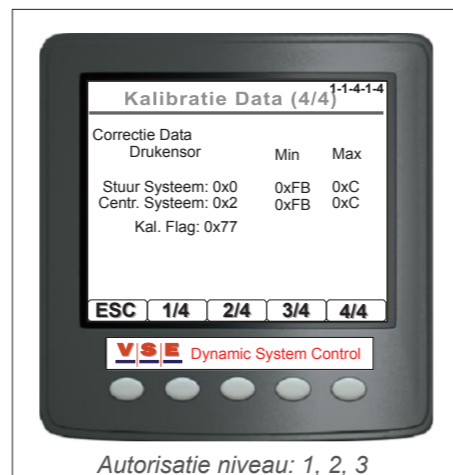 1-1-4-1-4
Kalibratie Data (4/4)
Correctie Data
Drukensor Min Max
Stuur Systeem: 0x0 0xFB 0xC
Centr. Systeem: 0x2 0xFB 0xC
Kal. Flag: 0x77
ESC 1/4 2/4 3/4 4/4
VSE Dynamic System Control
Autorisatie niveau: 1, 2, 3